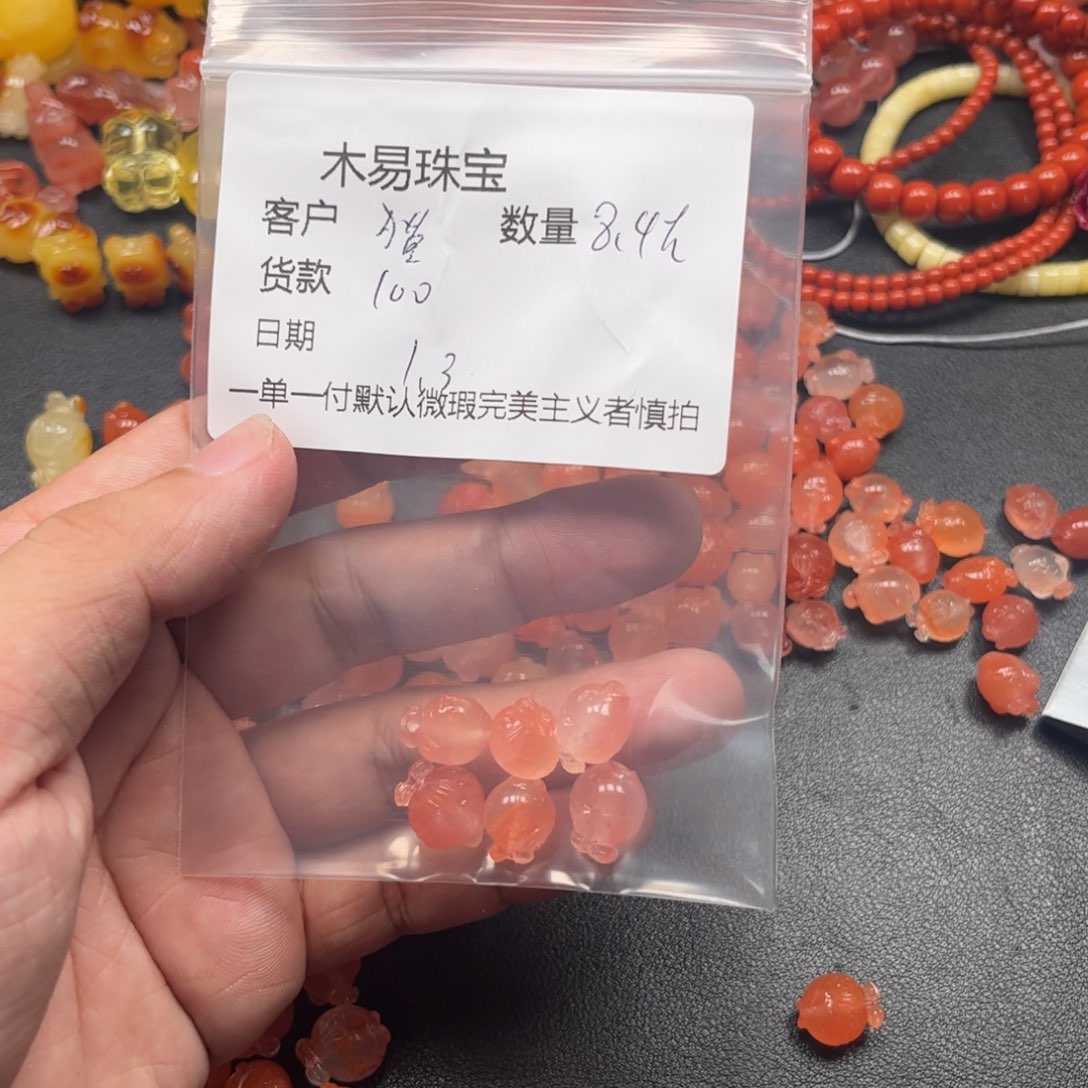 木易珠宝
客户 猫 数量 8.4
货款 100
日期 1.3
一单一付默认微瑕完美主义者慎拍